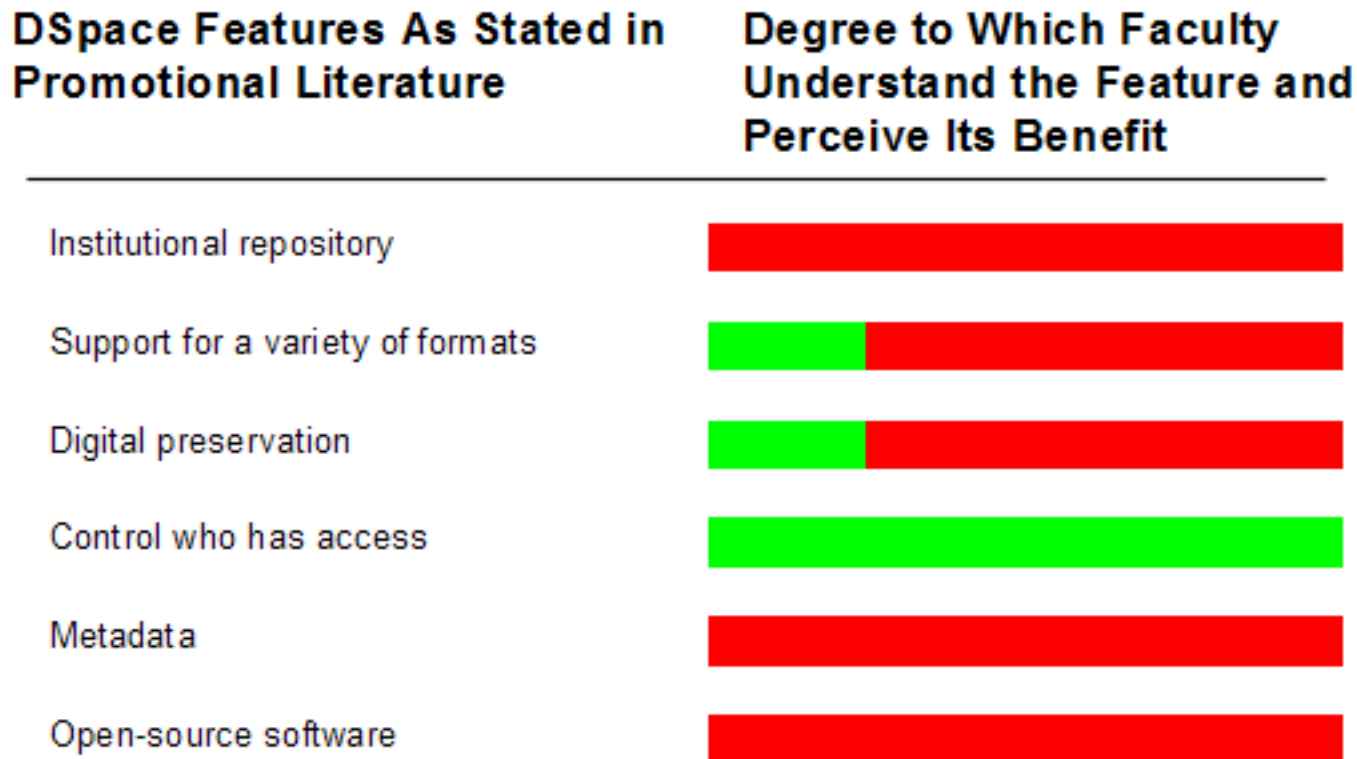 DSpace Features As Stated in
Promotional Literature
Degree to Which Faculty
Understand the Feature and
Perceive Its Benefit
Institutional repository
Support for a variety of formats
Digital preservation
Control who has access
Metadata
Open-source software